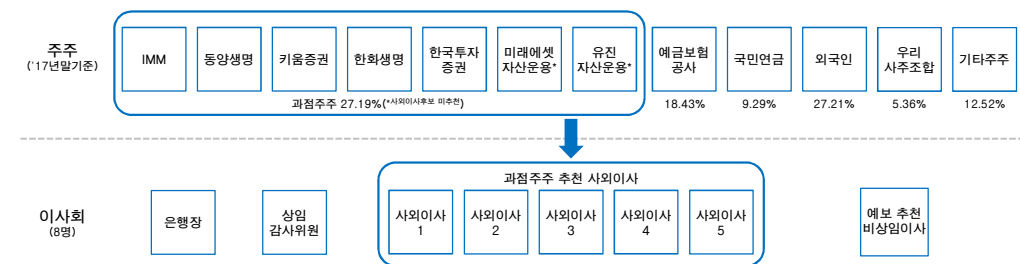 주주
('17년말기준)
IMM
동양생명
키움증권
한화생명
한국투자
증권
미래에셋
자산운용*
유진
자산운용*
예금보험
공사
국민연금
외국인
우리
사주조합
기타주주
과점주주 27.19%(*사외이사후보 미추천)
18.43%
9.29%
27.21%
5.36%
12.52%
이사회
(8명)
은행장
상임
감사위원
과점주주 추천 사외이사
사외이사
1
사외이사
2
사외이사
3
사외이사
4
사외이사
5
예보 추천
비상임이사